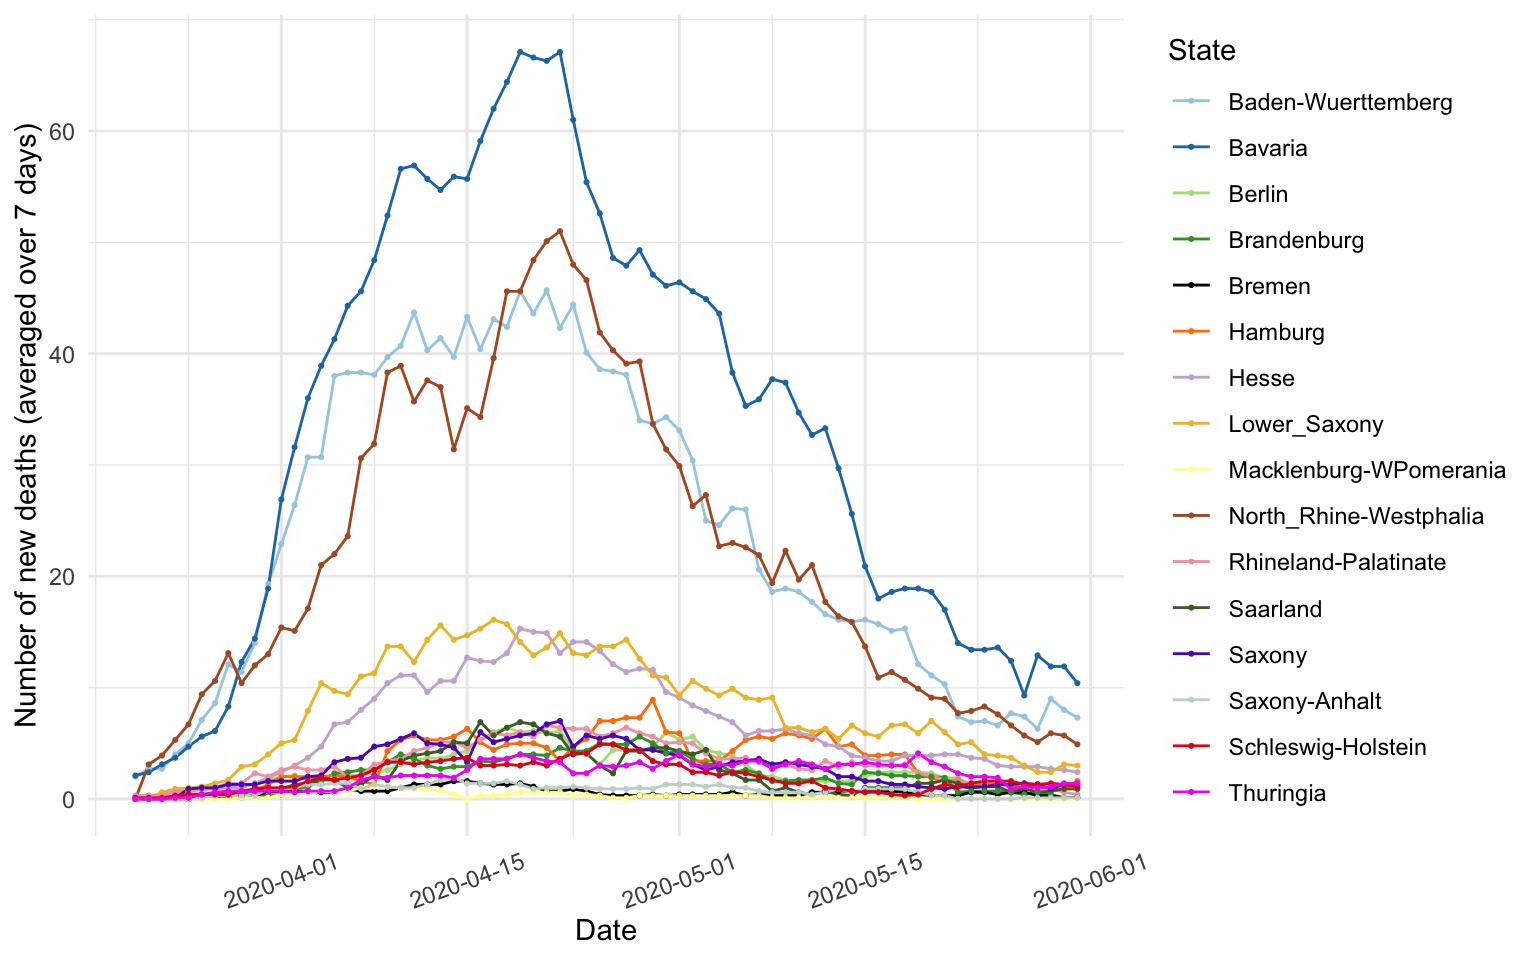 Number of new deaths (averaged over 7 days)
60
40
20
0
2020-04-01
2020-04-15
2020-05-01
2020-05-15
2020-06-01
Date
State
Baden-Wuerttemberg
Bavaria
Berlin
Brandenburg
Bremen
Hamburg
Hesse
Lower_Saxony
Macklenburg-WPomerania
North_Rhine-Westphalia
Rhineland-Palatinate
Saarland
Saxony
Saxony-Anhalt
Schleswig-Holstein
Thuringia